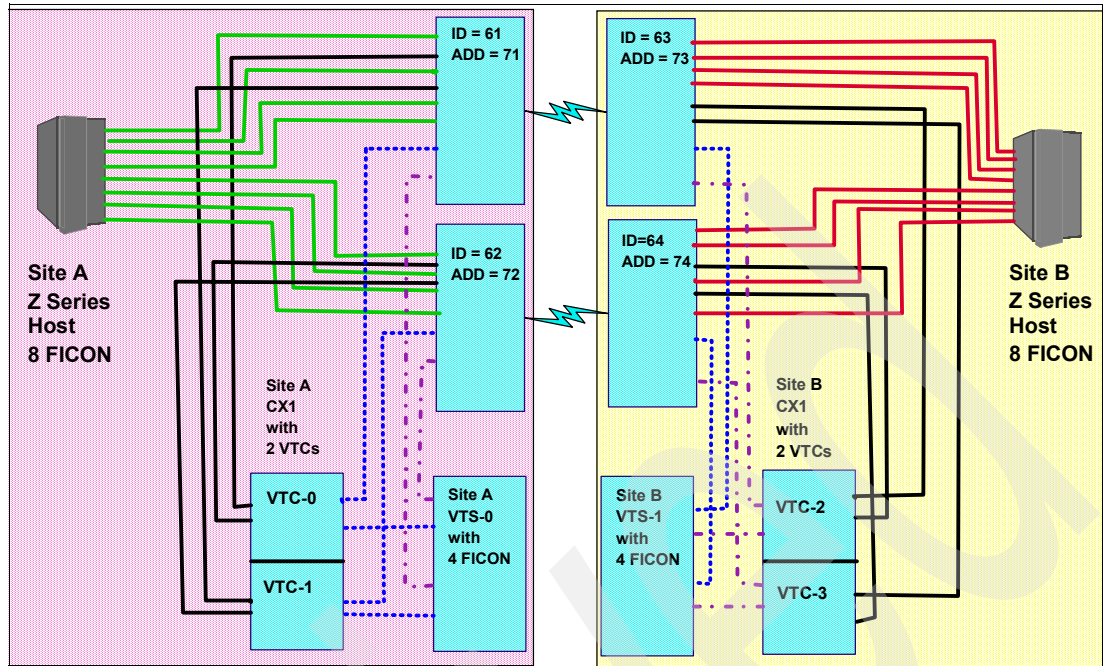 ID = 61
ADD = 71
ID = 63
ADD = 73
ID = 62
ADD = 72
ID=64
ADD = 74
Site A
Z Series
Host
8 FICON
Site B
Z Series
Host
8 FICON
Site A
CX1
with
2 VTCs
Site B
CX1
with
2 VTCs
VTC-0
VTC-1
Site A
VTS-0
with
4 FICON
Site B
VTS-1
with
4 FICON
VTC-2
VTC-3